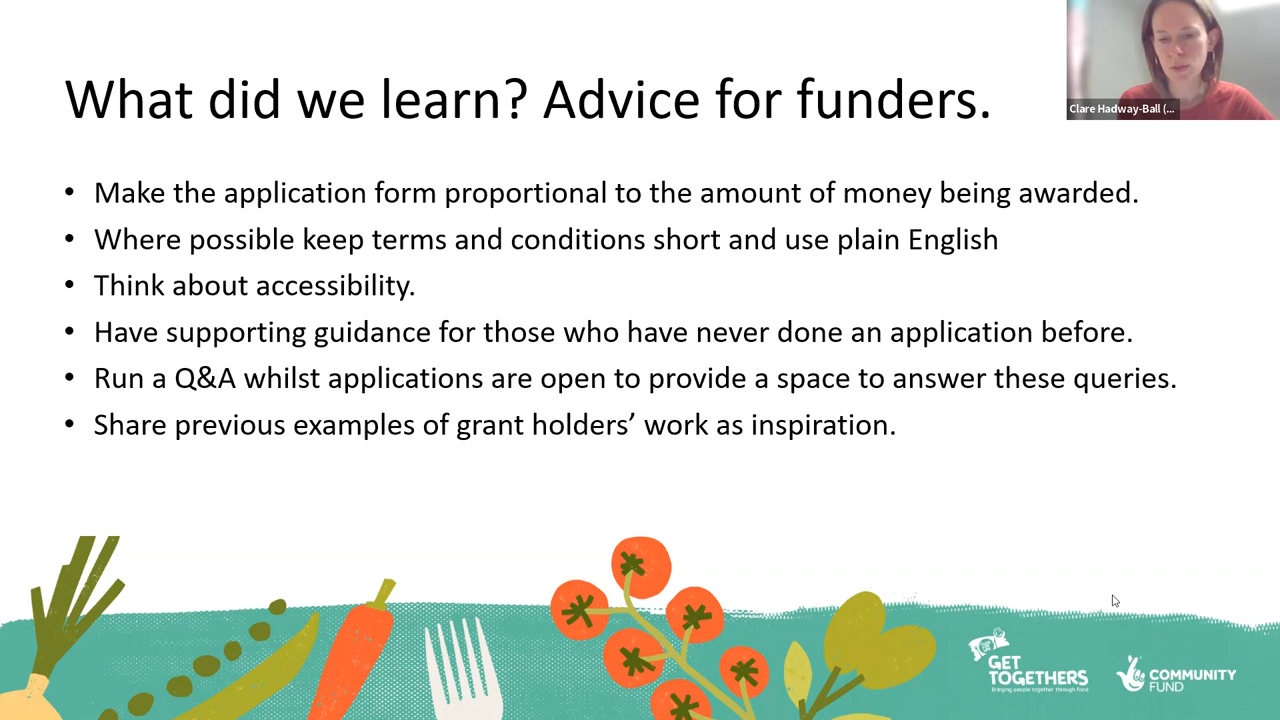 Clare Hadway-Ball (...
What did we learn? Advice for funders.
• Make the application form proportional to the amount of money being awarded.
• Where possible keep terms and conditions short and use plain English
• Think about accessibility.
• Have supporting guidance for those who have never done an application before.
• Run a Q&A whilst applications are open to provide a space to answer these queries.
• Share previous examples of grant holders’ work as inspiration.
GET
TOGETHERS
Bringing people together through food
COMMUNITY
FUND